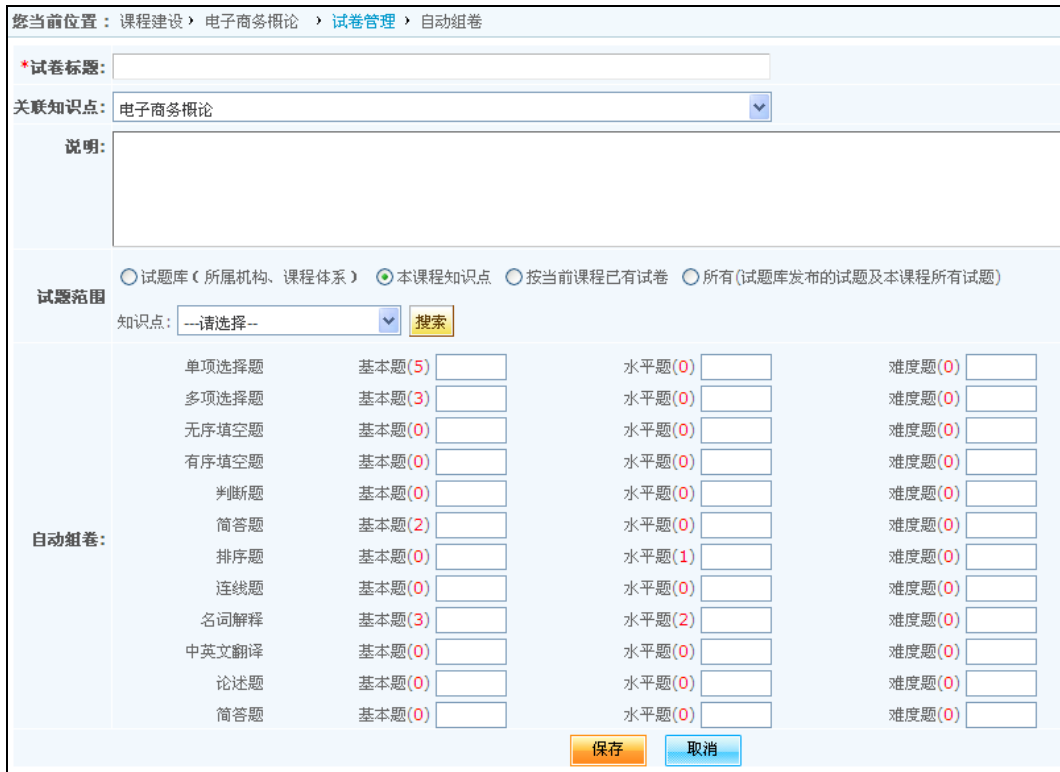 您当前位置：课程建设 › 电子商务概论 › 试卷管理 › 自动组卷
*试卷标题:
关联知识点: 电子商务概论
说明:
试题范围
试题库(所属机构、课程体系) 本课程知识点 按当前课程已有试卷 所有(试题库发布的试题及本课程所有试题)
知识点: ---请选择-- 搜索
自动组卷:
单项选择题 基本题(5) 水平题(0) 难度题(0)
多项选择题 基本题(3) 水平题(0) 难度题(0)
无序填空题 基本题(0) 水平题(0) 难度题(0)
有序填空题 基本题(0) 水平题(0) 难度题(0)
判断题 基本题(0) 水平题(0) 难度题(0)
简答题 基本题(2) 水平题(0) 难度题(0)
排序题 基本题(0) 水平题(1) 难度题(0)
连线题 基本题(0) 水平题(0) 难度题(0)
名词解释 基本题(3) 水平题(2) 难度题(0)
中英文翻译 基本题(0) 水平题(0) 难度题(0)
论述题 基本题(0) 水平题(0) 难度题(0)
简答题 基本题(0) 水平题(0) 难度题(0)
保存 取消